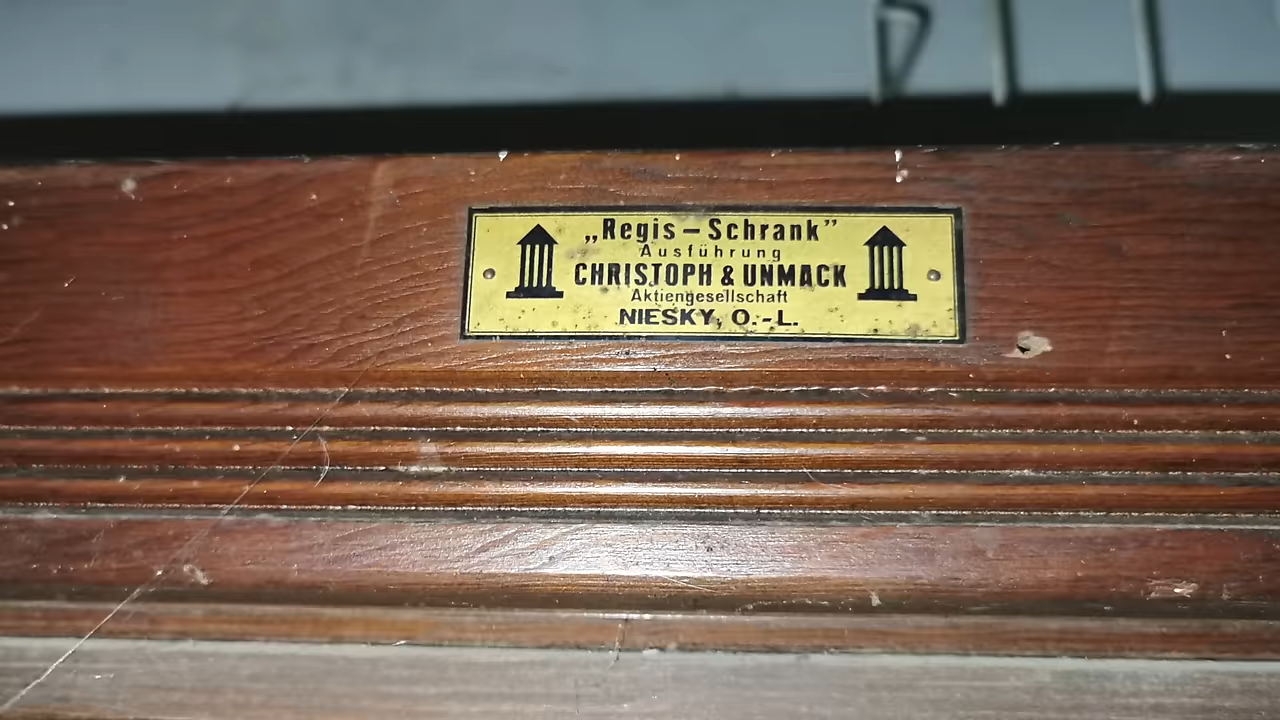 „Regis – Schrank”
Ausführung
CHRISTOPH & UNMACK
Aktiengesellschaft
NIESKY, O.-L.